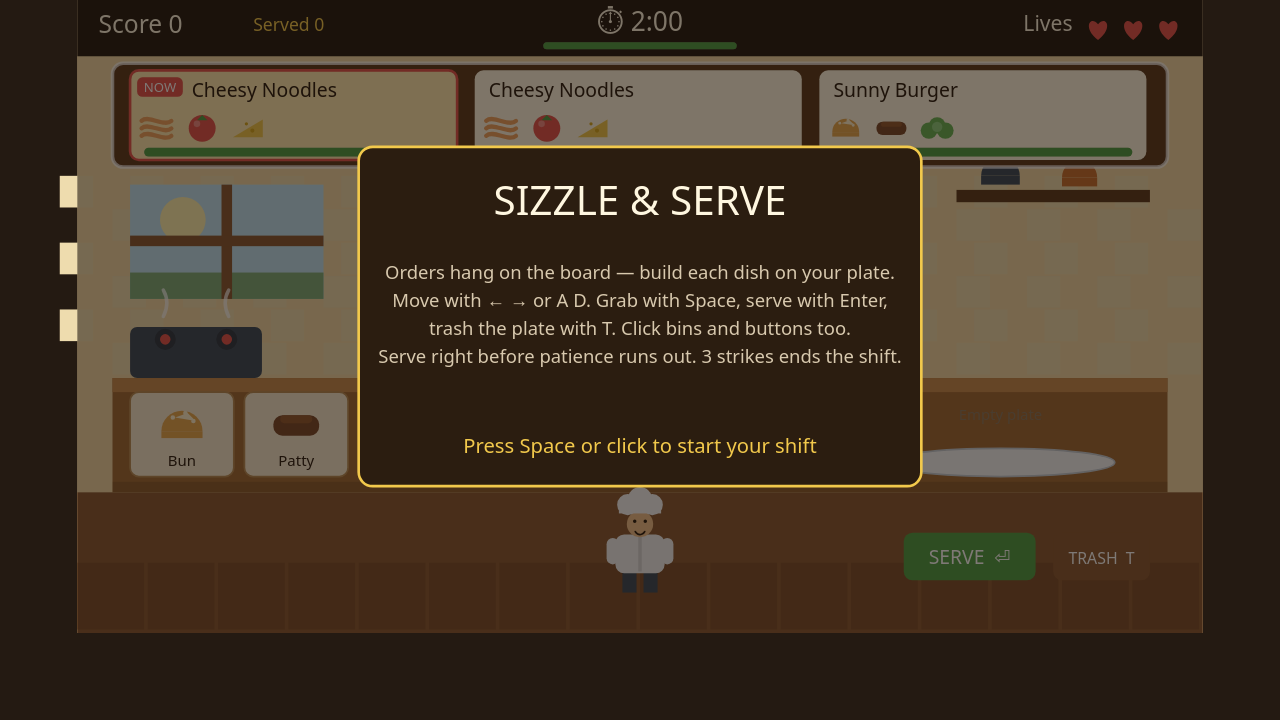 Score 0
Served 0
2:00
Lives
NOW
Cheesy Noodles
Cheesy Noodles
Sunny Burger
SIZZLE & SERVE
Orders hang on the board — build each dish on your plate.
Move with ← → or A D. Grab with Space, serve with Enter,
trash the plate with T. Click bins and buttons too.
Serve right before patience runs out. 3 strikes ends the shift.
Press Space or click to start your shift
Bun
Patty
SERVE ⏎
TRASH T